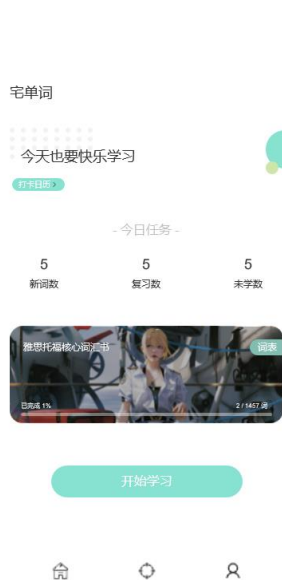 宅单词
今天也要快乐学习
打卡日历 >
- 今日任务 -
5 5 5
新词数 复习数 未学数
雅思托福核心词汇书 词表
已完成 1% 2 / 1457 词
开始学习